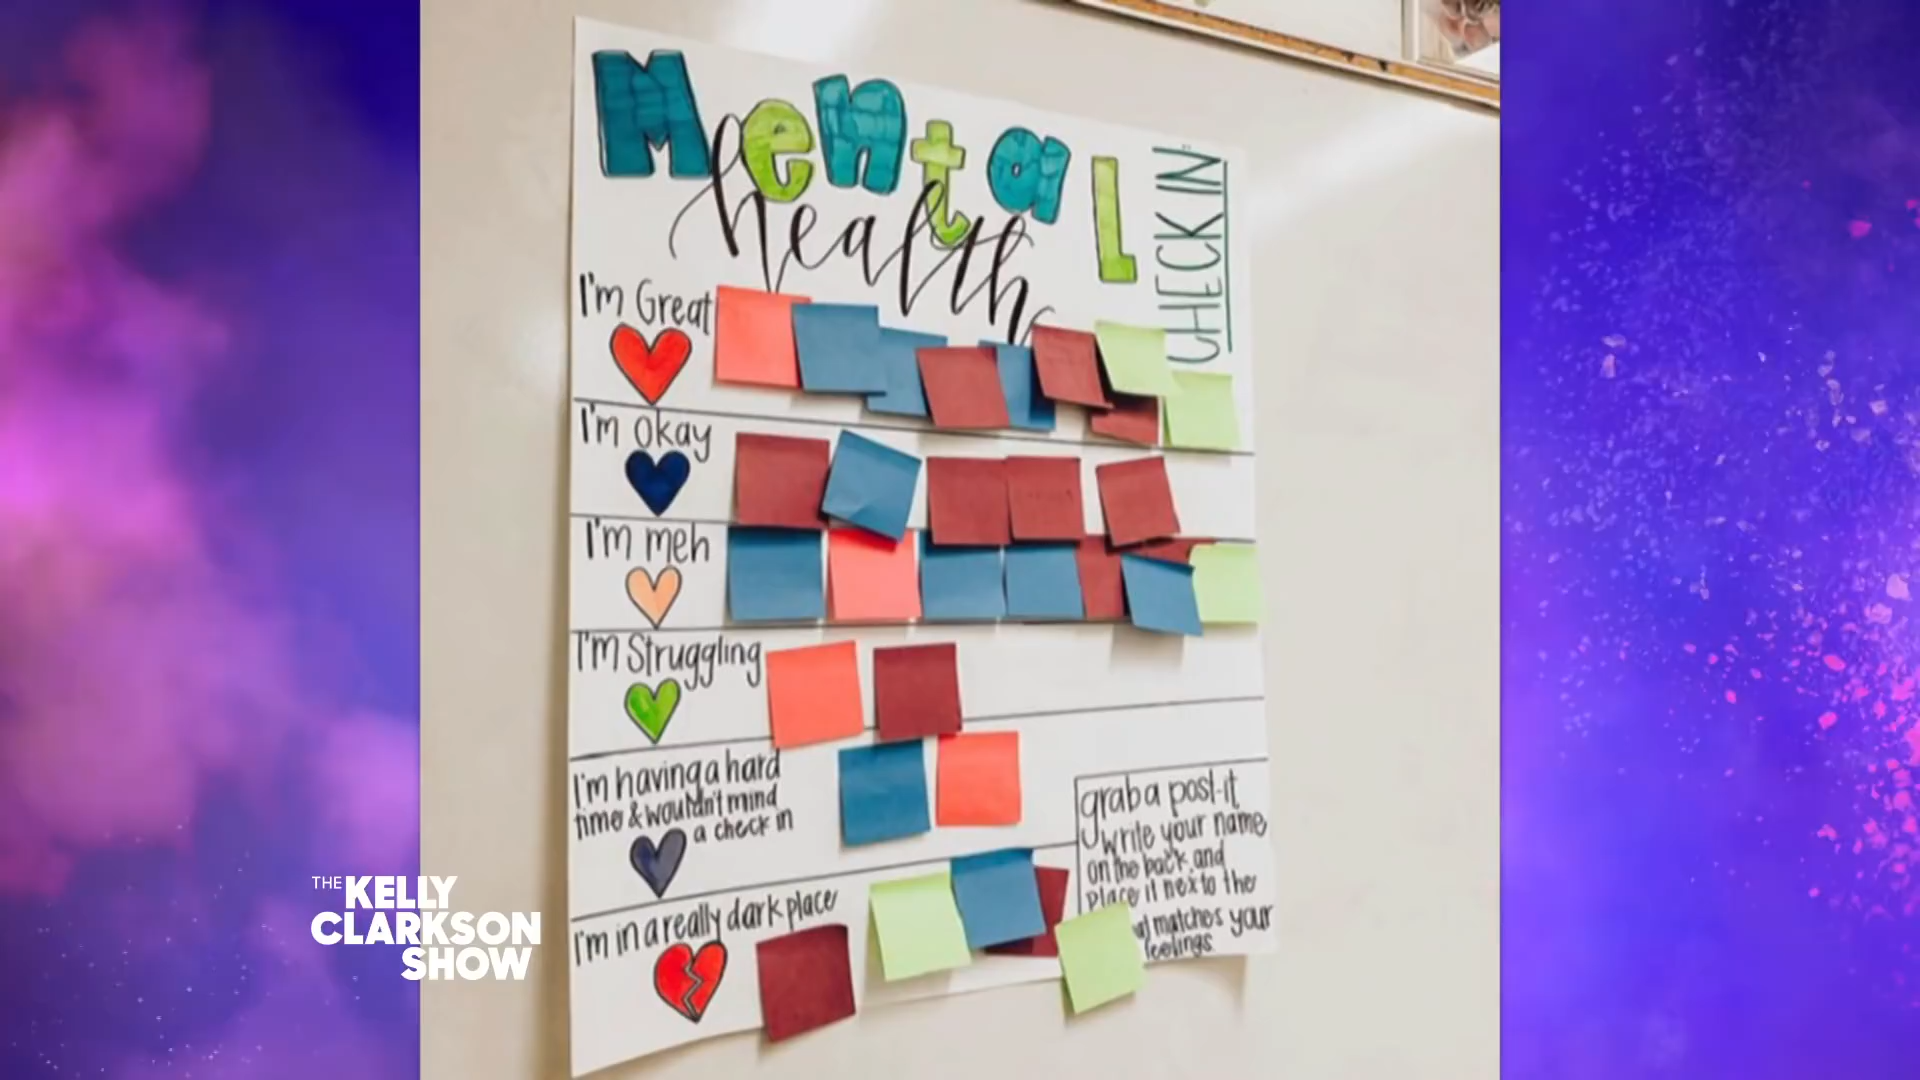 Mental
health
CHECK IN:
I'm Great
I'm okay
I'm meh
I'm Struggling
I'm having a hard
time & wouldn't mind
a check in
I'm in a really dark place
grab a post-it
write your name
on the back, and
place it next to the
matches your
feelings.
THE KELLY
CLARKSON
SHOW